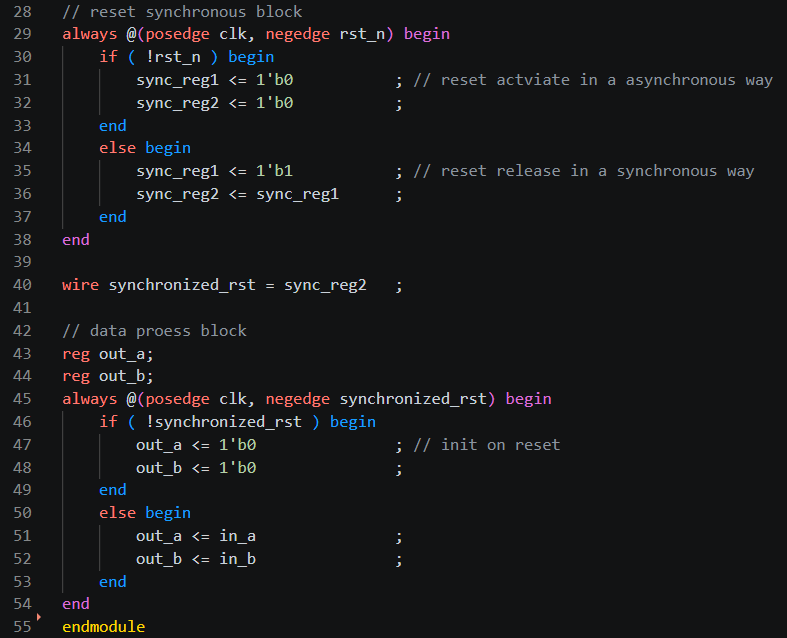 28 // reset synchronous block
29 always @(posedge clk, negedge rst_n) begin
30     if ( !rst_n ) begin
31         sync_reg1 <= 1'b0           ; // reset actviate in a asynchronous way
32         sync_reg2 <= 1'b0           ;
33     end
34     else begin
35         sync_reg1 <= 1'b1           ; // reset release in a synchronous way
36         sync_reg2 <= sync_reg1      ;
37     end
38 end
39
40 wire synchronized_rst = sync_reg2   ;
41
42 // data proess block
43 reg out_a;
44 reg out_b;
45 always @(posedge clk, negedge synchronized_rst) begin
46     if ( !synchronized_rst ) begin
47         out_a <= 1'b0               ; // init on reset
48         out_b <= 1'b0               ;
49     end
50     else begin
51         out_a <= in_a               ;
52         out_b <= in_b               ;
53     end
54 end
55 endmodule